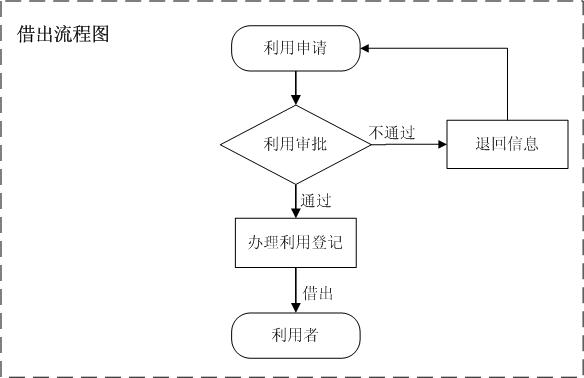 借出流程图
利用申请
利用审批
不通过
退回信息
通过
办理利用登记
借出
利用者